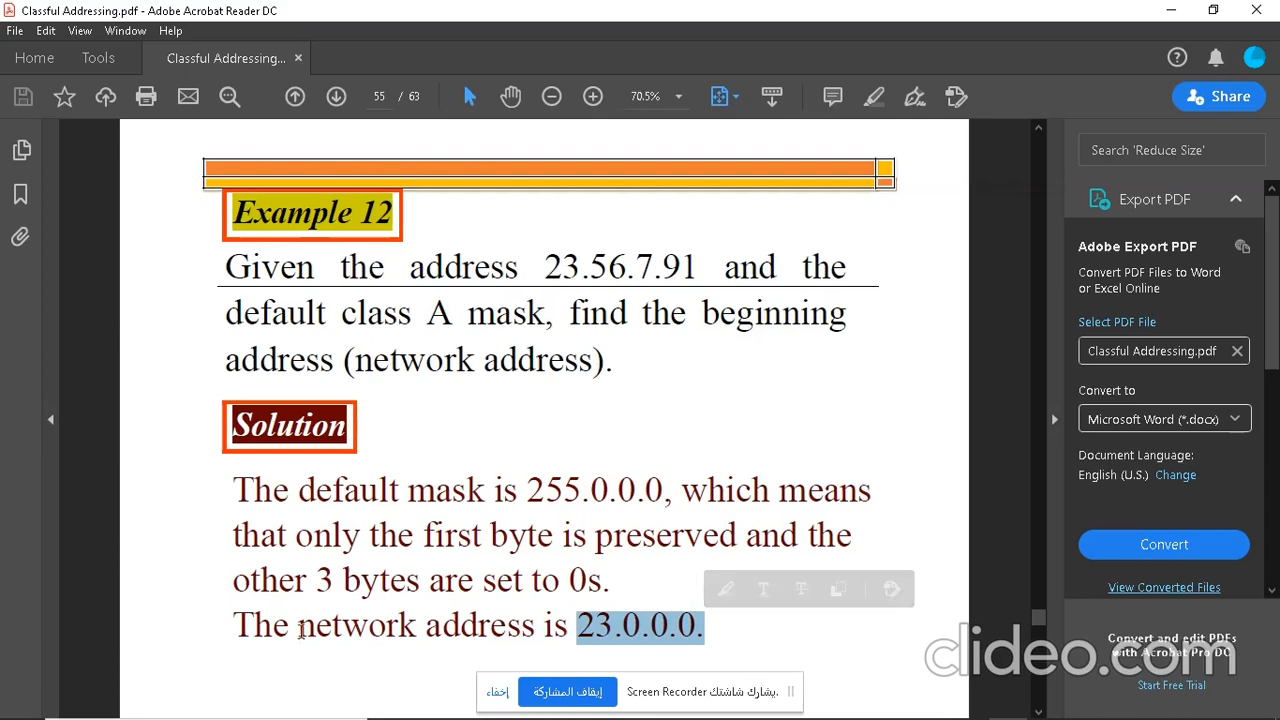 Classful Addressing.pdf - Adobe Acrobat Reader DC
File Edit View Window Help
Home Tools Classful Addressing... ×
55 / 63 70.5% Share
Search 'Reduce Size'
Example 12
Given the address 23.56.7.91 and the
default class A mask, find the beginning
address (network address).
Solution
The default mask is 255.0.0.0, which means
that only the first byte is preserved and the
other 3 bytes are set to 0s.
The network address is 23.0.0.0.
Export PDF
Adobe Export PDF
Convert PDF Files to Word
or Excel Online
Select PDF File
Classful Addressing.pdf
Convert to
Microsoft Word (*.docx)
Document Language:
English (U.S.) Change
Convert
View Converted Files
Convert and edit PDFs
with Acrobat Pro DC
Start Free Trial
clideo.com
يشارك شاشتك Screen Recorder. إيقاف المشاركة إخفاء